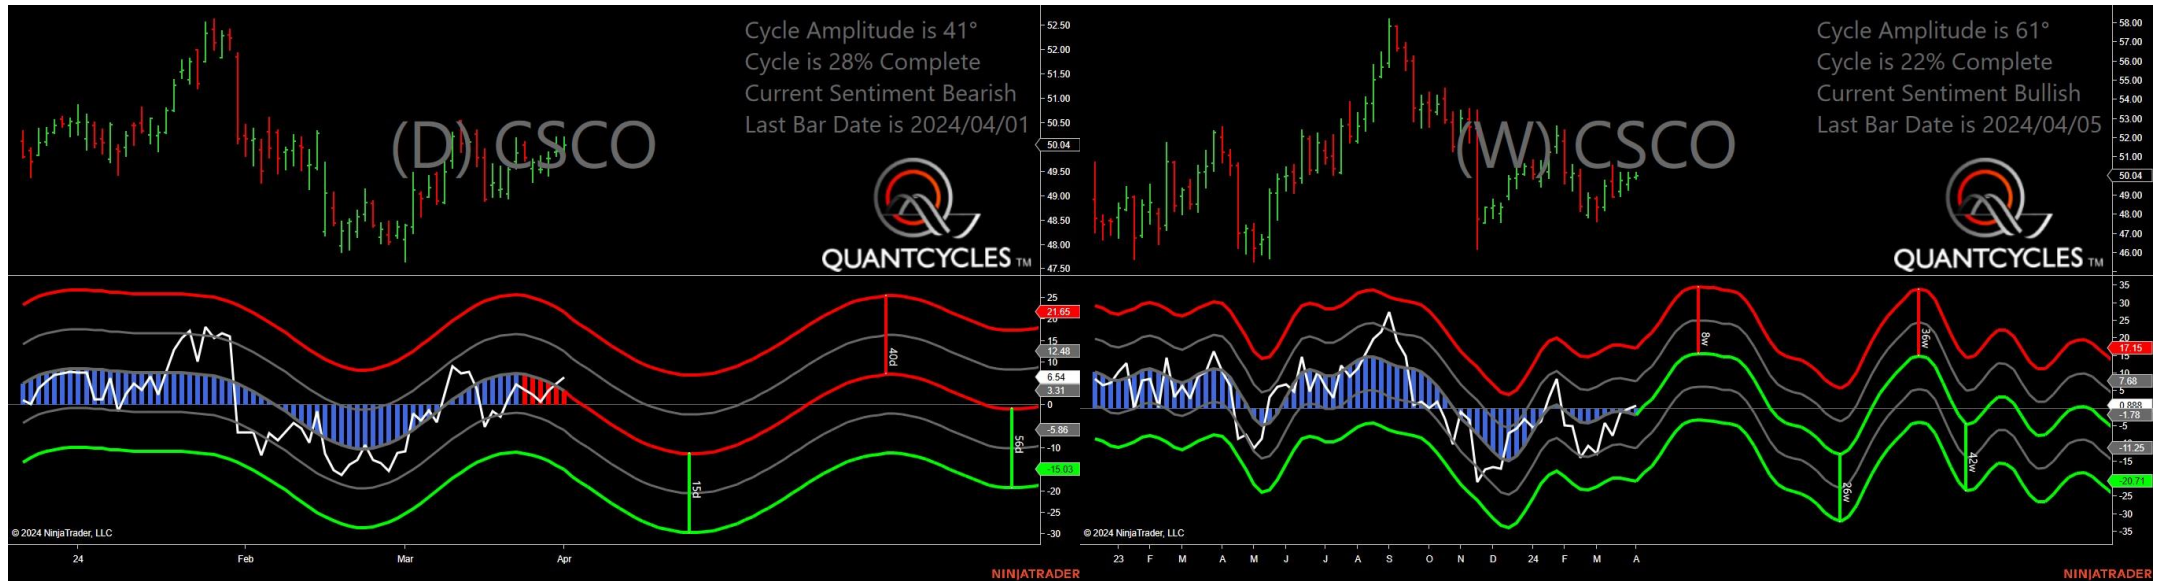 Cycle Amplitude is 41°
Cycle is 28% Complete
Current Sentiment Bearish
Last Bar Date is 2024/04/01
(D) CSCO
QUANTCYCLES TM
52.50
52.00
51.50
51.00
50.50
50.04
49.50
49.00
48.50
48.00
47.50
25
21.65
20
15
12.48
10
6.54
3.31
0
-5.86
-10
-15.03
-20
-25
-30
40d
15d
56d
© 2024 NinjaTrader, LLC
24 Feb Mar Apr
NINJATRADER
Cycle Amplitude is 61°
Cycle is 22% Complete
Current Sentiment Bullish
Last Bar Date is 2024/04/05
(W) CSCO
QUANTCYCLES TM
58.00
57.00
56.00
55.00
54.00
53.00
52.00
51.00
50.04
49.00
48.00
47.00
46.00
35
30
25
20
17.15
15
10
7.68
5
0.888
-1.78
-5
-11.25
-15
-20.71
-25
-30
-35
8w
36w
26w
42w
© 2024 NinjaTrader, LLC
23 F M A M J J A S O N D 24 F M A
NINJATRADER